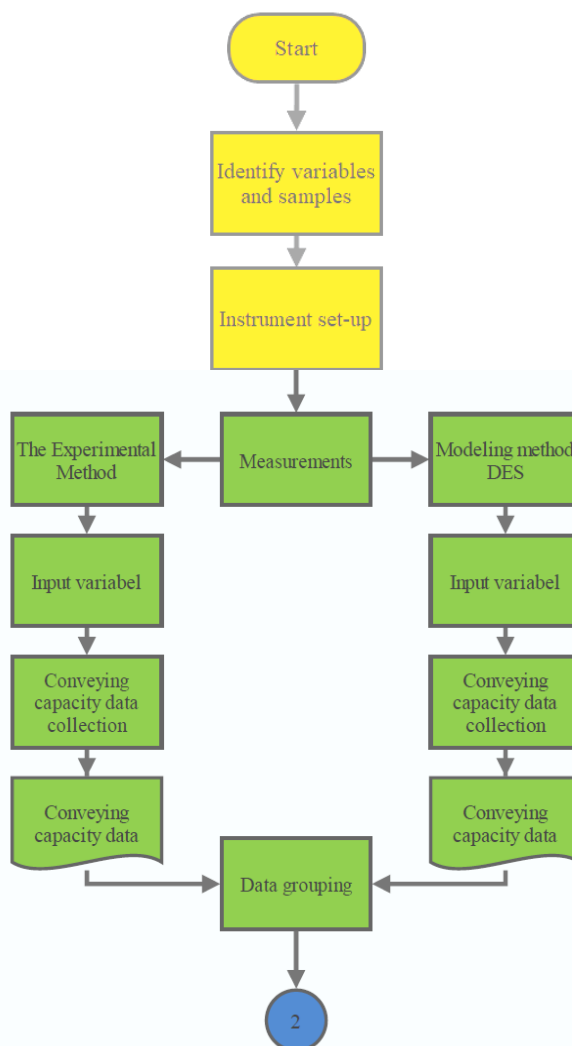 Start
Identify variables
and samples
Instrument set-up
The Experimental
Method
Measurements
Modeling method
DES
Input variabel
Input variabel
Conveying
capacity data
collection
Conveying
capacity data
collection
Conveying
capacity data
Conveying
capacity data
Data grouping
2